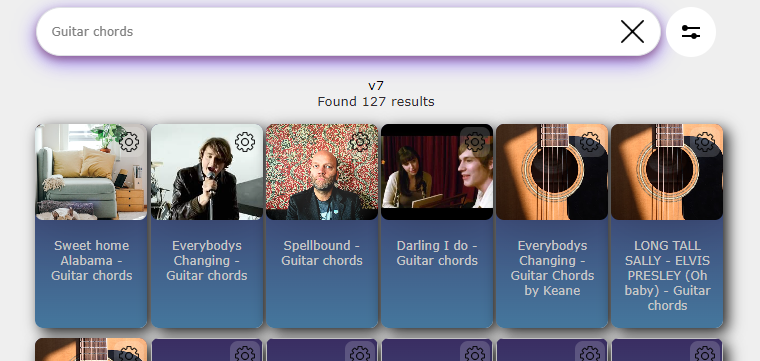 Guitar chords
v7
Found 127 results
Sweet home
Alabama -
Guitar chords
Everybodys
Changing -
Guitar chords
Spellbound -
Guitar chords
Darling I do -
Guitar chords
Everybodys
Changing -
Guitar Chords
by Keane
LONG TALL
SALLY - ELVIS
PRESLEY (Oh
baby) - Guitar
chords